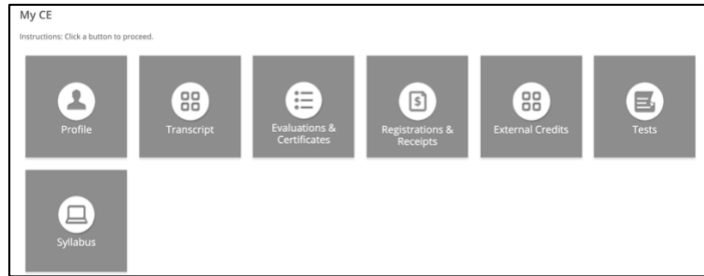 My CE
Instructions: Click a button to proceed.
Profile
Transcript
Evaluations &
Certificates
Registrations &
Receipts
External Credits
Tests
Syllabus